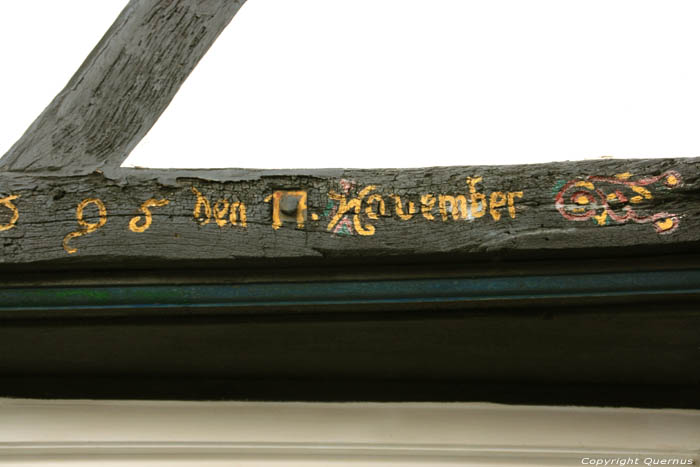 9 5 den 17. November
Copyright Quernus